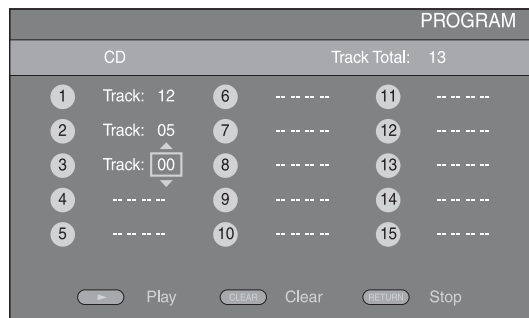 PROGRAM
CD Track Total: 13
1 Track: 12 6 -- -- -- -- 11 -- -- -- --
2 Track: 05 7 -- -- -- -- 12 -- -- -- --
3 Track: 00 8 -- -- -- -- 13 -- -- -- --
4 -- -- -- -- 9 -- -- -- -- 14 -- -- -- --
5 -- -- -- -- 10 -- -- -- -- 15 -- -- -- --
Play CLEAR Clear RETURN Stop